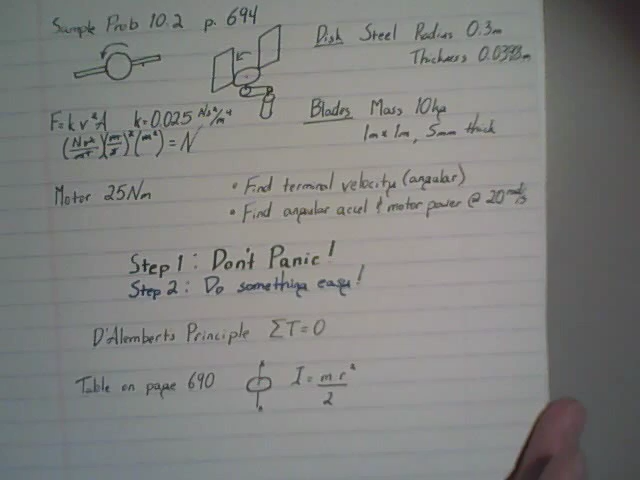 Sample Prob 10.2 p. 694
Disk Steel Radius 0.3m
Thickness 0.0393m
F=kv²A k=0.025 Ns²/m⁴
(Ns²/m⁴)(m/s)²(m²) = N
Blades Mass 10kg
1m x 1m, 5mm thick
Motor 25Nm
• Find terminal velocity (angular)
• Find angular accel & motor power @ 20 rad/s
Step 1: Don't Panic!
Step 2: Do something easy!
D'Alemberts Principle ΣT=0
Table on page 690 I = mr²/2